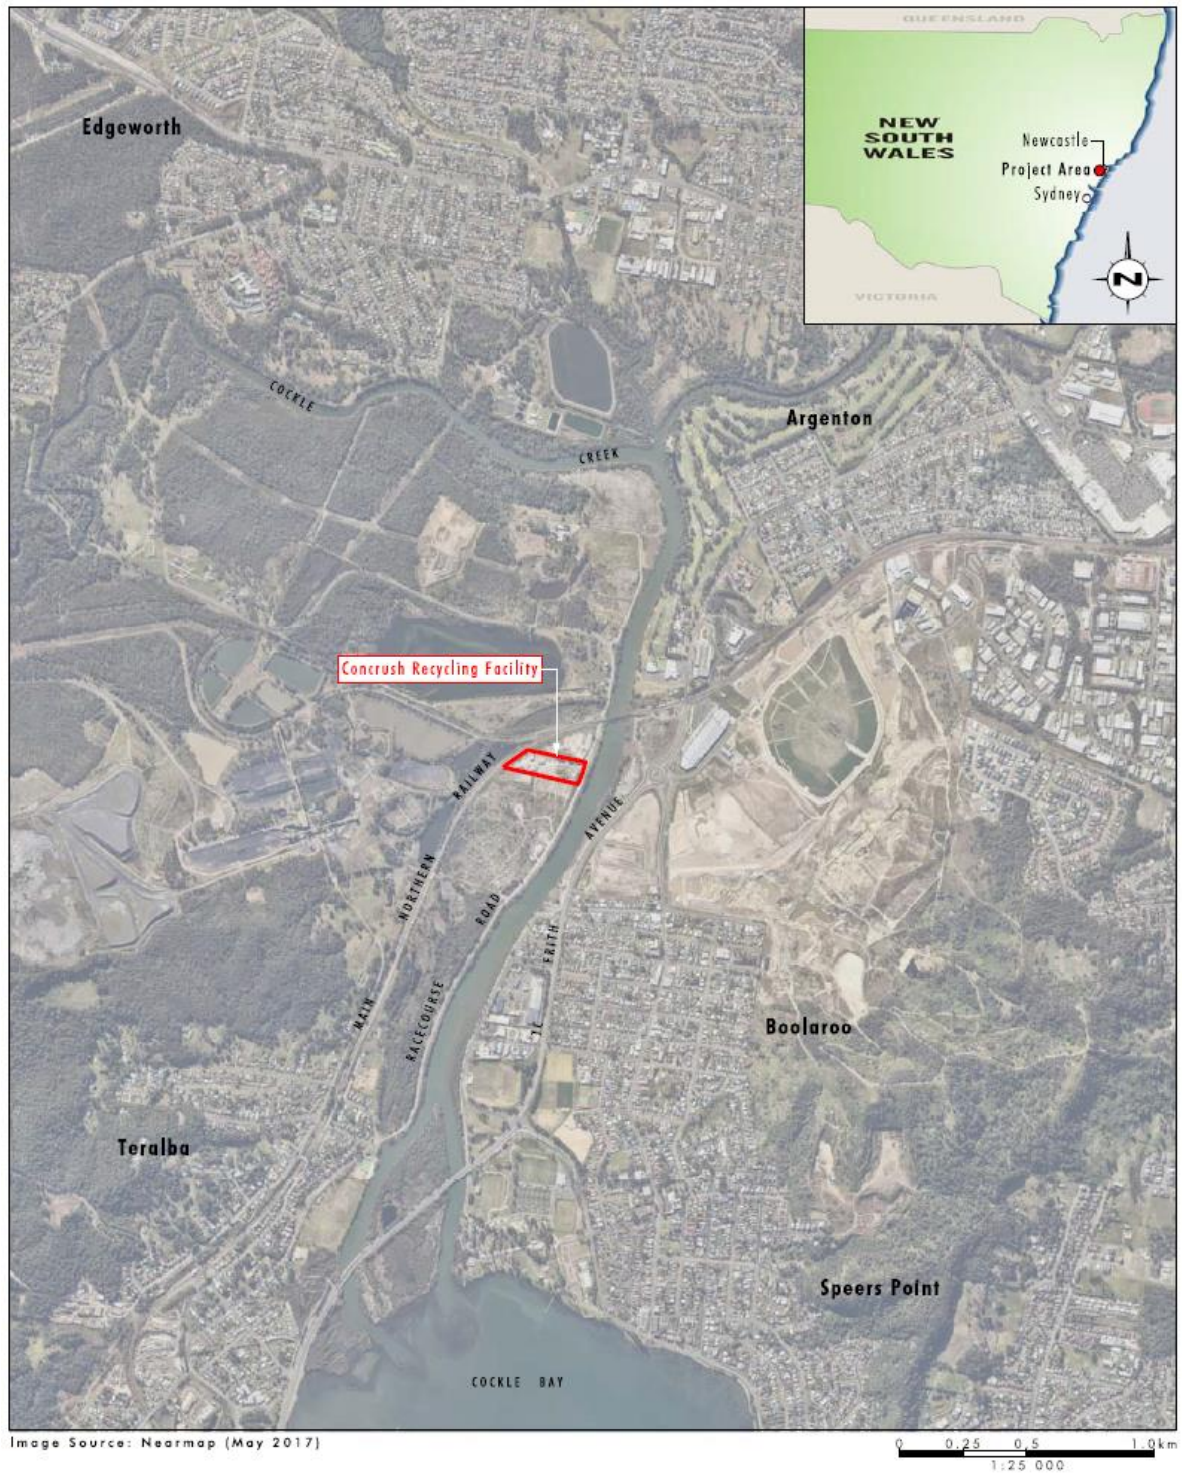 QUEENSLAND
NEW
SOUTH
WALES
Newcastle
Project Area
Sydney
VICTORIA
N
Edgeworth
COCKLE
CREEK
Argenton
Concrush Recycling Facility
RAILWAY
AVENUE
NORTHERN
ROAD
FRITH
MAIN
RACECOURSE
TC
Boolaroo
Teralba
Speers Point
COCKLE BAY
Image Source: Nearmap (May 2017)
0 0.25 0.5 1.0km
1:25 000